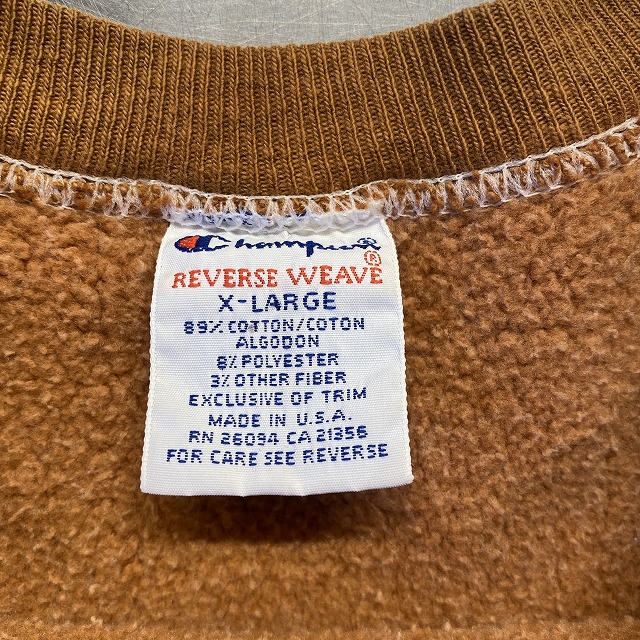 Champion®
REVERSE WEAVE®
X-LARGE
89% COTTON/COTON
ALGODON
8% POLYESTER
3% OTHER FIBER
EXCLUSIVE OF TRIM
MADE IN U.S.A.
RN 26094 CA 21356
FOR CARE SEE REVERSE